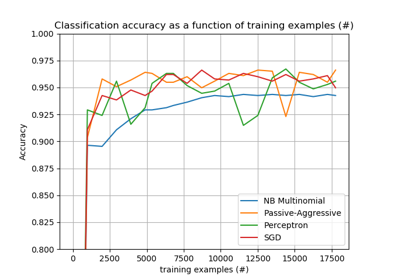 Classification accuracy as a function of training examples (#)
1.000
0.975
0.950
0.925
0.900
0.875
0.850
0.825
0.800
Accuracy
NB Multinomial
Passive-Aggressive
Perceptron
SGD
0 2500 5000 7500 10000 12500 15000 17500
training examples (#)